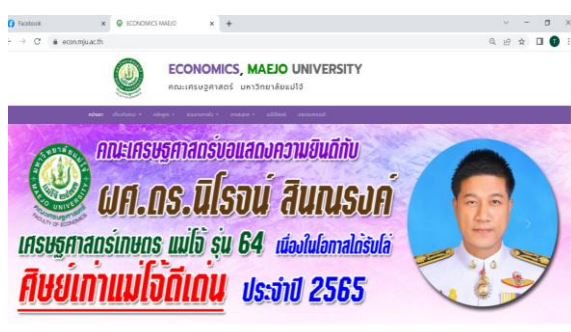 Facebook
ECONOMICS MAEJO
econ.mju.ac.th
ECONOMICS, MAEJO UNIVERSITY
คณะเศรษฐศาสตร์ มหาวิทยาลัยแม่โจ้
หน้าแรก
คณะเศรษฐศาสตร์ขอแสดงความยินดีกับ
ผศ.ดร.นิโรจน์ สินณรงค์
เศรษฐศาสตร์เกษตร แม่โจ้ รุ่น 64 เนื่องในโอกาสได้รับโล่
ศิษย์เก่าแม่โจ้ดีเด่น ประจำปี 2565